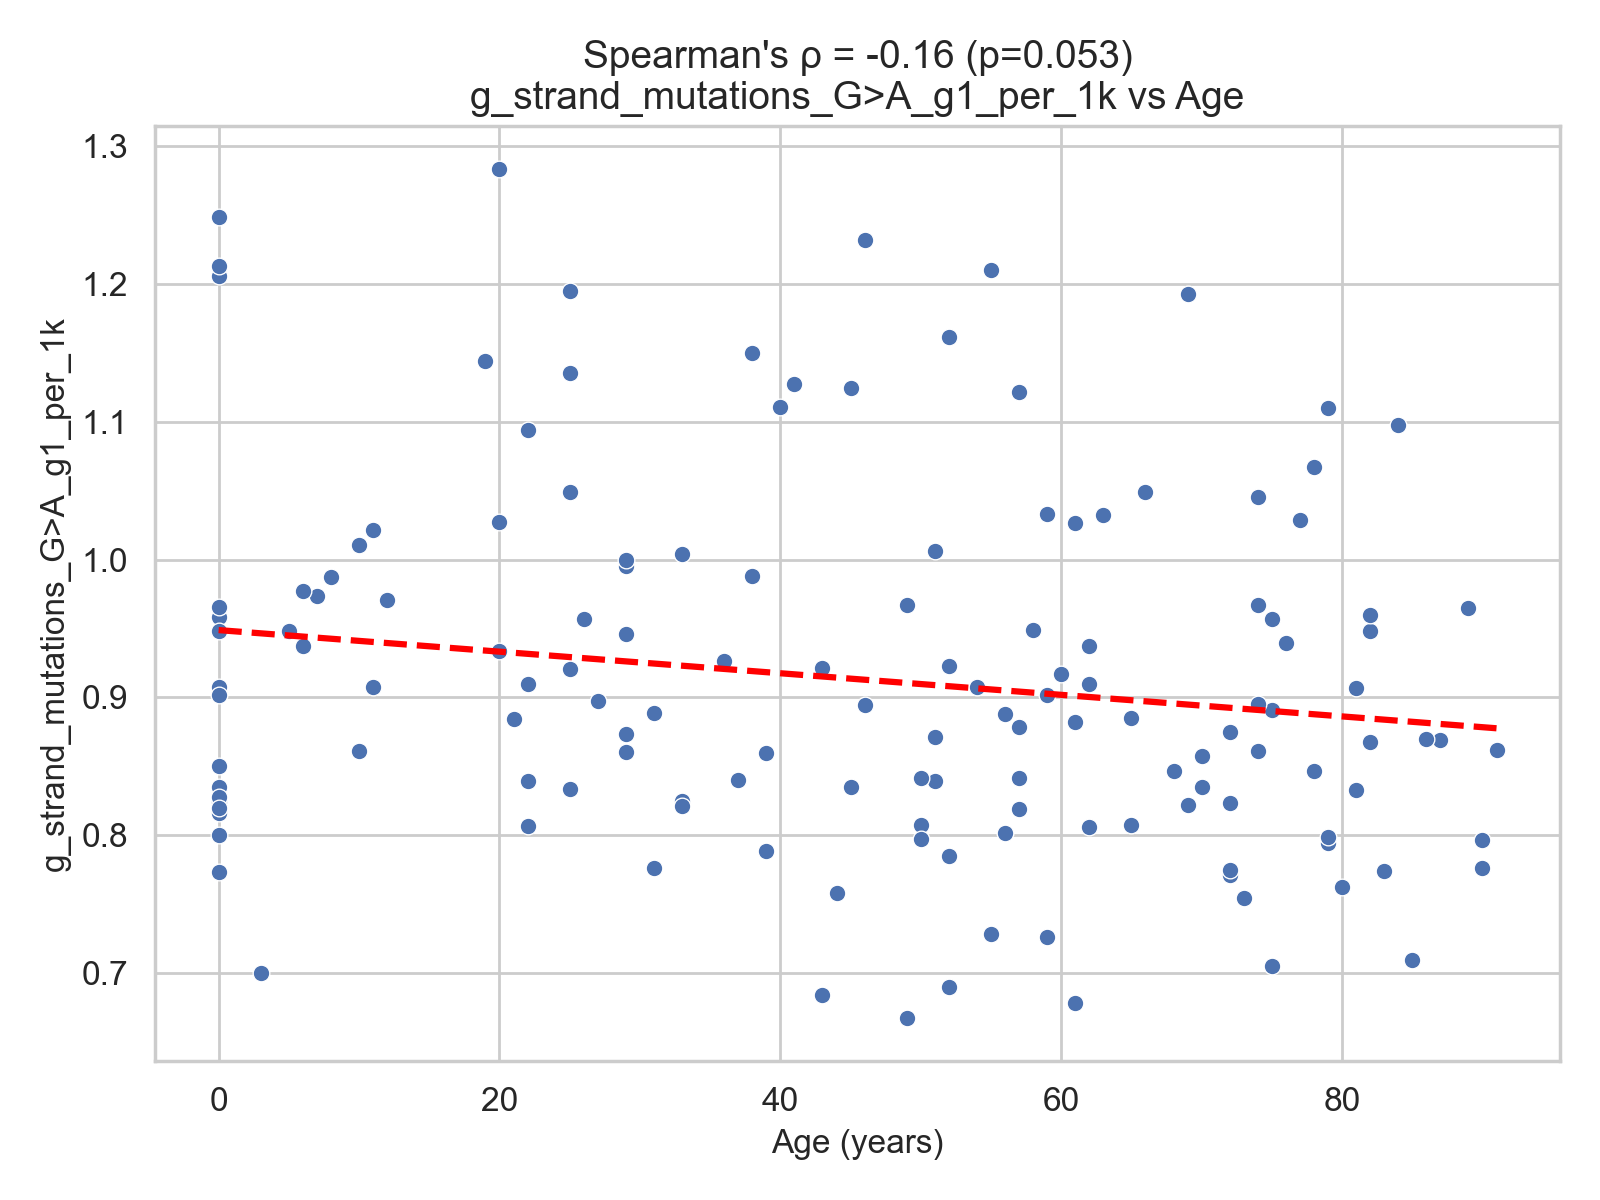 Spearman's ρ = -0.16 (p=0.053)
g_strand_mutations_G>A_g1_per_1k vs Age
g_strand_mutations_G>A_g1_per_1k
1.3
1.2
1.1
1.0
0.9
0.8
0.7
0 20 40 60 80
Age (years)